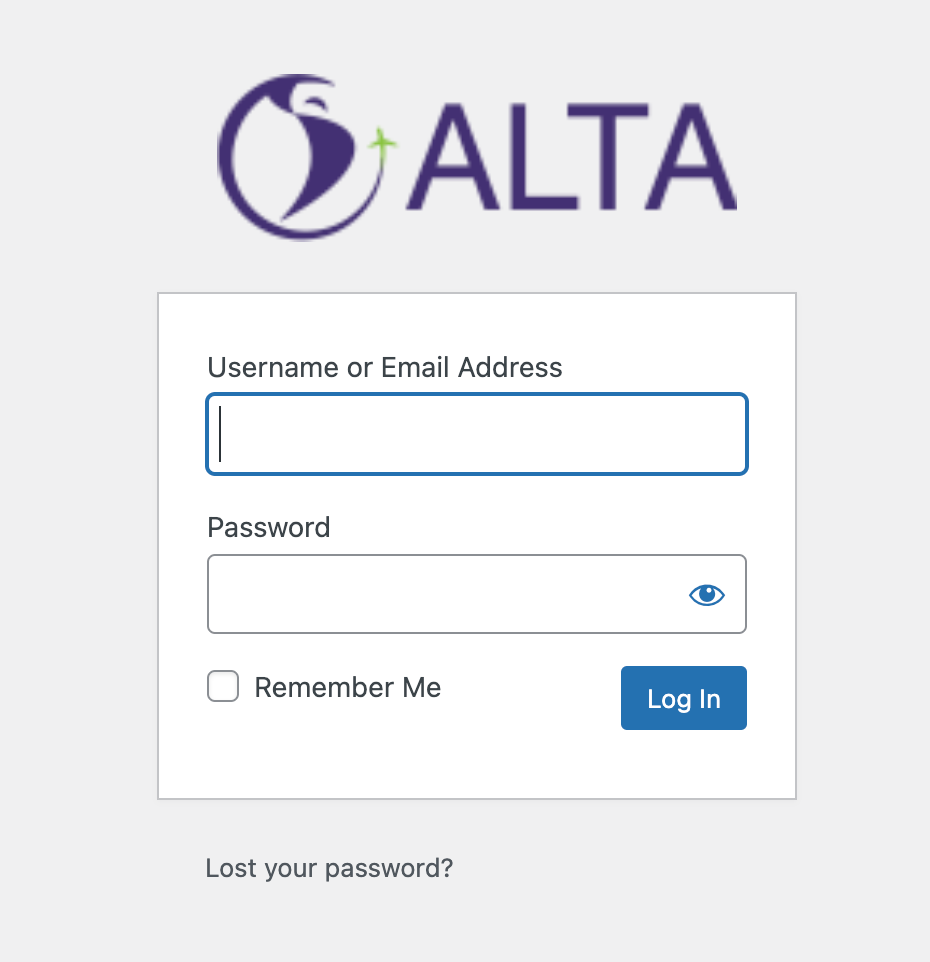 ALTA
Username or Email Address
Password
Remember Me
Log In
Lost your password?